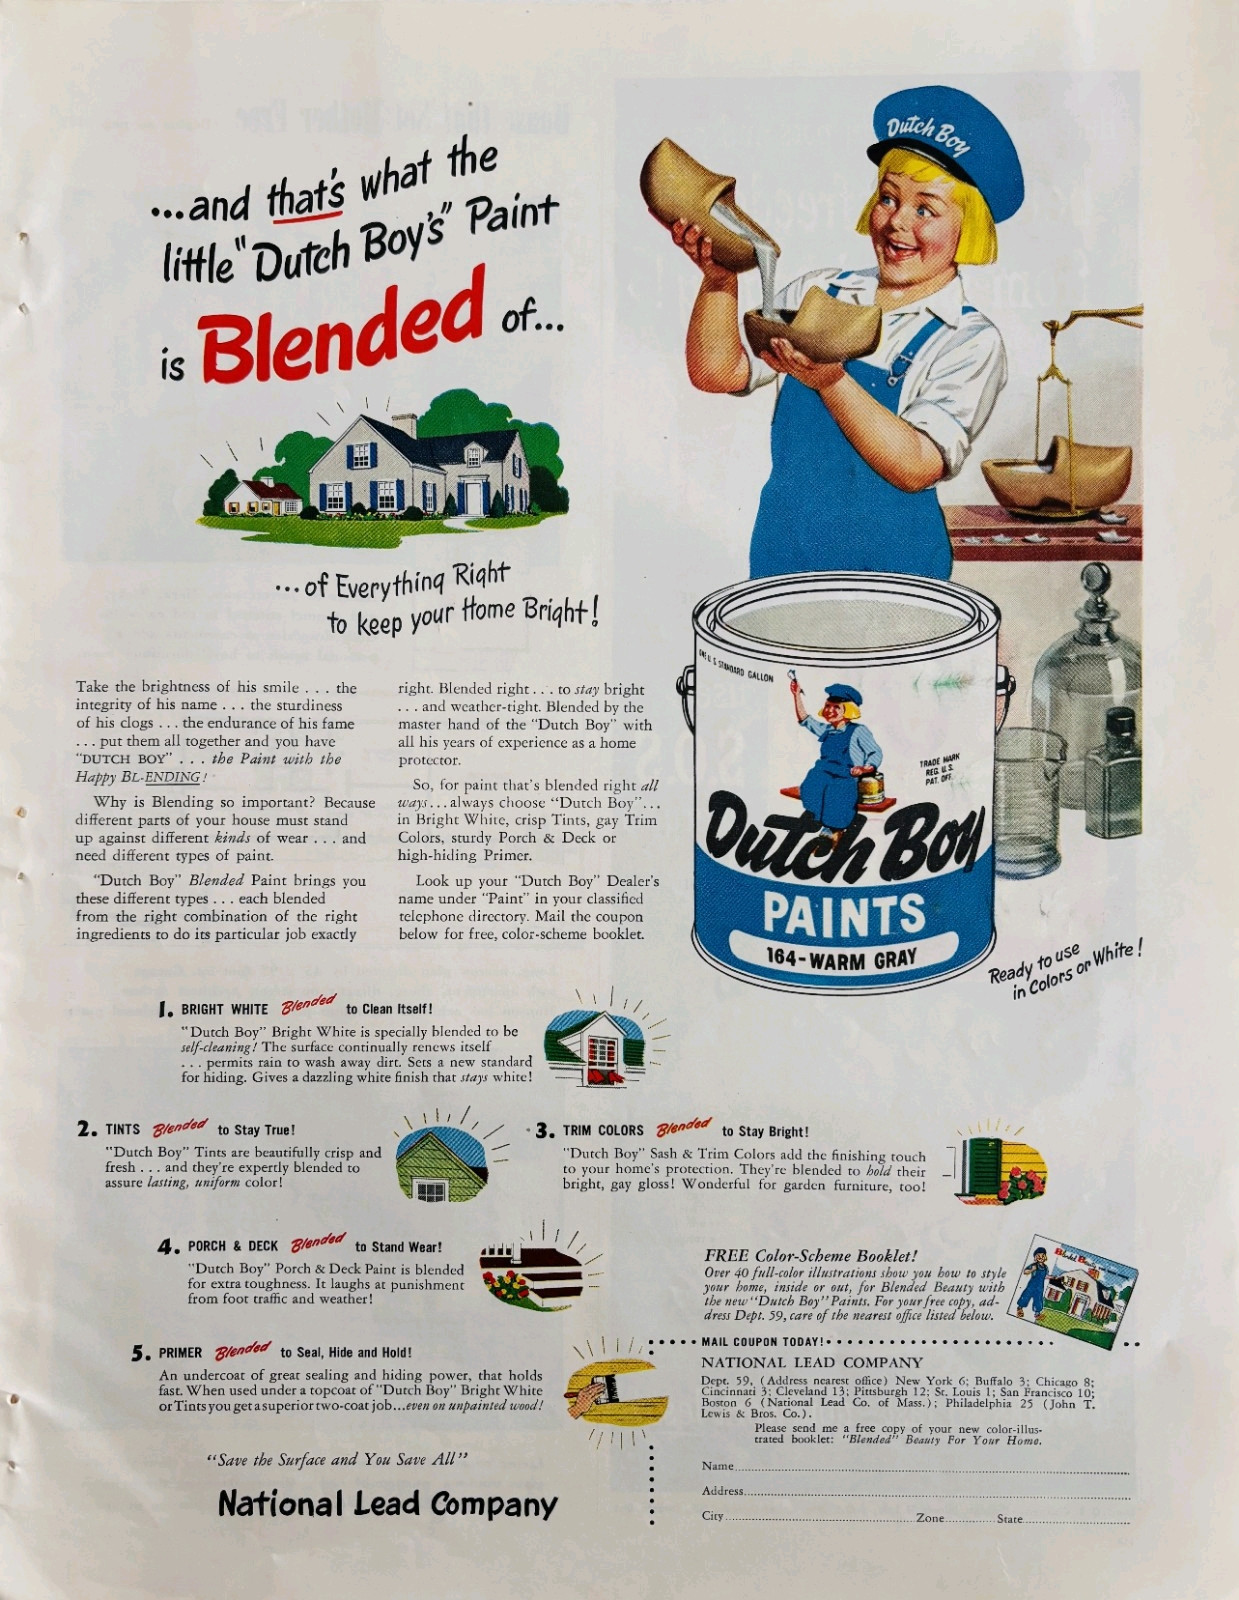 ...and that's what the
little "Dutch Boy's" Paint
is Blended of...
...of Everything Right
to keep your Home Bright!
Dutch Boy
Take the brightness of his smile . . . the
integrity of his name . . . the sturdiness
of his clogs . . . the endurance of his fame
. . . put them all together and you have
"DUTCH BOY" . . . the Paint with the
Happy BL-ENDING!
Why is Blending so important? Because
different parts of your house must stand
up against different kinds of wear . . . and
need different types of paint.
"Dutch Boy" Blended Paint brings you
these different types . . . each blended
from the right combination of the right
ingredients to do its particular job exactly
right. Blended right . . . to stay bright
. . . and weather-tight. Blended by the
master hand of the "Dutch Boy" with
all his years of experience as a home
protector.
So, for paint that's blended right all
ways...always choose "Dutch Boy"...
in Bright White, crisp Tints, gay Trim
Colors, sturdy Porch & Deck or
high-hiding Primer.
Look up your "Dutch Boy" Dealer's
name under "Paint" in your classified
telephone directory. Mail the coupon
below for free, color-scheme booklet.
ONE U. S. STANDARD GALLON
TRADE MARK
REG. U. S.
PAT. OFF.
Dutch Boy
PAINTS
164-WARM GRAY
Ready to use
in Colors or White!
1. BRIGHT WHITE Blended to Clean Itself!
"Dutch Boy" Bright White is specially blended to be
self-cleaning! The surface continually renews itself
. . . permits rain to wash away dirt. Sets a new standard
for hiding. Gives a dazzling white finish that stays white!
2. TINTS Blended to Stay True!
"Dutch Boy" Tints are beautifully crisp and
fresh . . . and they're expertly blended to
assure lasting, uniform color!
3. TRIM COLORS Blended to Stay Bright!
"Dutch Boy" Sash & Trim Colors add the finishing touch
to your home's protection. They're blended to hold their
bright, gay gloss! Wonderful for garden furniture, too!
4. PORCH & DECK Blended to Stand Wear!
"Dutch Boy" Porch & Deck Paint is blended
for extra toughness. It laughs at punishment
from foot traffic and weather!
5. PRIMER Blended to Seal, Hide and Hold!
An undercoat of great sealing and hiding power, that holds
fast. When used under a topcoat of "Dutch Boy" Bright White
or Tints you get a superior two-coat job...even on unpainted wood!
"Save the Surface and You Save All"
National Lead Company
FREE Color-Scheme Booklet!
Over 40 full-color illustrations show you how to style
your home, inside or out, for Blended Beauty with
the new "Dutch Boy" Paints. For your free copy, ad-
dress Dept. 59, care of the nearest office listed below.
MAIL COUPON TODAY!
NATIONAL LEAD COMPANY
Dept. 59, (Address nearest office) New York 6; Buffalo 3; Chicago 8;
Cincinnati 3; Cleveland 13; Pittsburgh 12; St. Louis 1; San Francisco 10;
Boston 6 (National Lead Co. of Mass.); Philadelphia 25 (John T.
Lewis & Bros. Co.).
Please send me a free copy of your new color-illus-
trated booklet: "Blended" Beauty For Your Home.
Name
Address
City Zone State